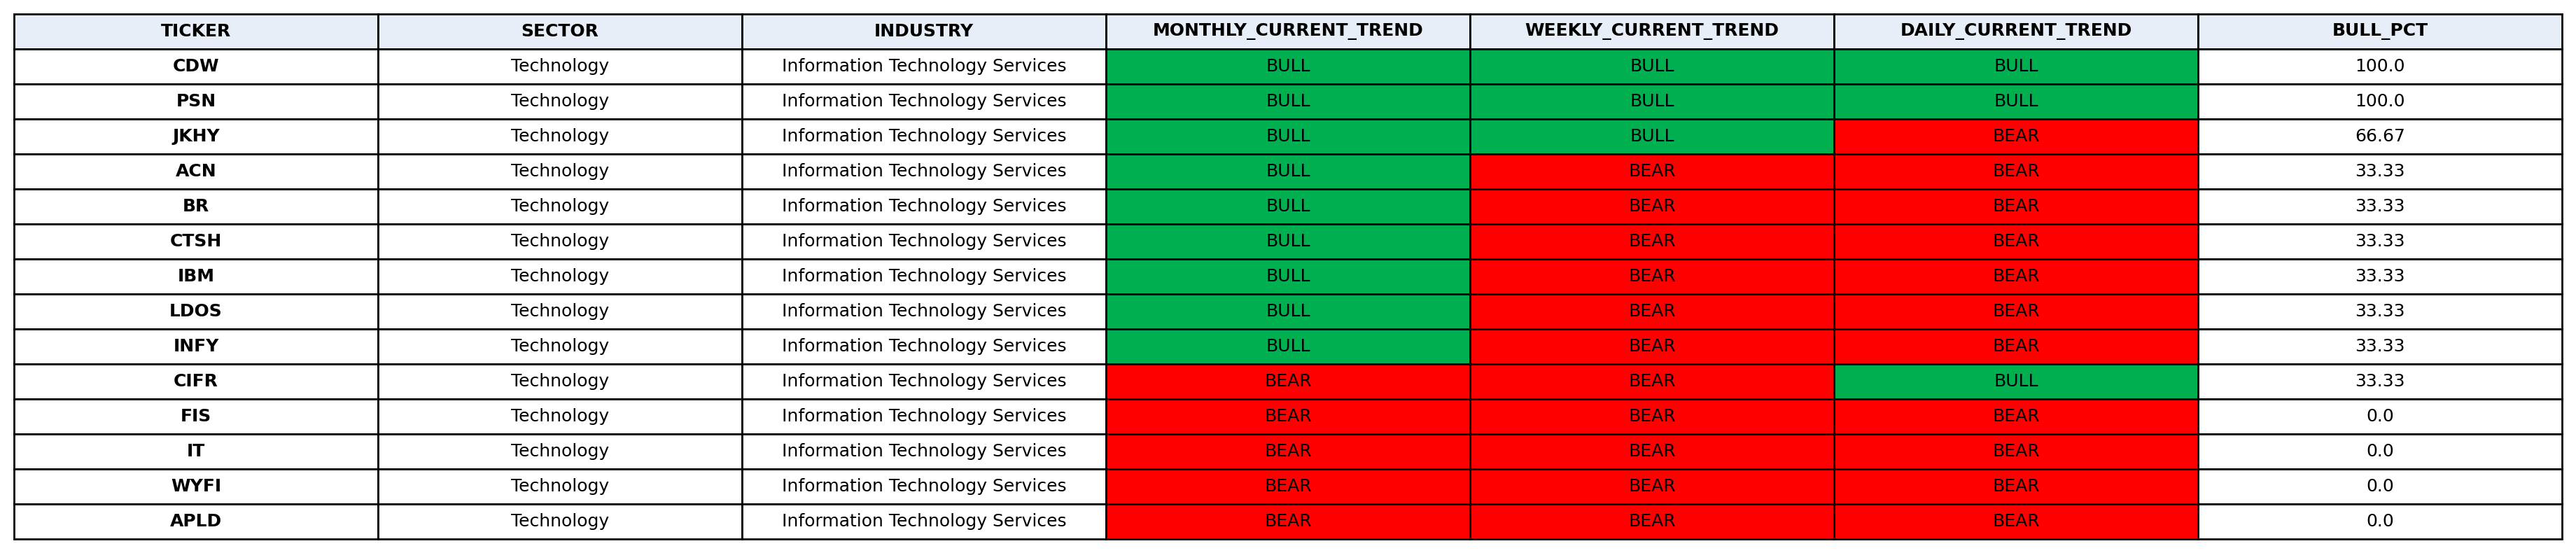 TICKER SECTOR INDUSTRY MONTHLY_CURRENT_TREND WEEKLY_CURRENT_TREND DAILY_CURRENT_TREND BULL_PCT
CDW Technology Information Technology Services BULL BULL BULL 100.0
PSN Technology Information Technology Services BULL BULL BULL 100.0
JKHY Technology Information Technology Services BULL BULL BEAR 66.67
ACN Technology Information Technology Services BULL BEAR BEAR 33.33
BR Technology Information Technology Services BULL BEAR BEAR 33.33
CTSH Technology Information Technology Services BULL BEAR BEAR 33.33
IBM Technology Information Technology Services BULL BEAR BEAR 33.33
LDOS Technology Information Technology Services BULL BEAR BEAR 33.33
INFY Technology Information Technology Services BULL BEAR BEAR 33.33
CIFR Technology Information Technology Services BEAR BEAR BULL 33.33
FIS Technology Information Technology Services BEAR BEAR BEAR 0.0
IT Technology Information Technology Services BEAR BEAR BEAR 0.0
WYFI Technology Information Technology Services BEAR BEAR BEAR 0.0
APLD Technology Information Technology Services BEAR BEAR BEAR 0.0